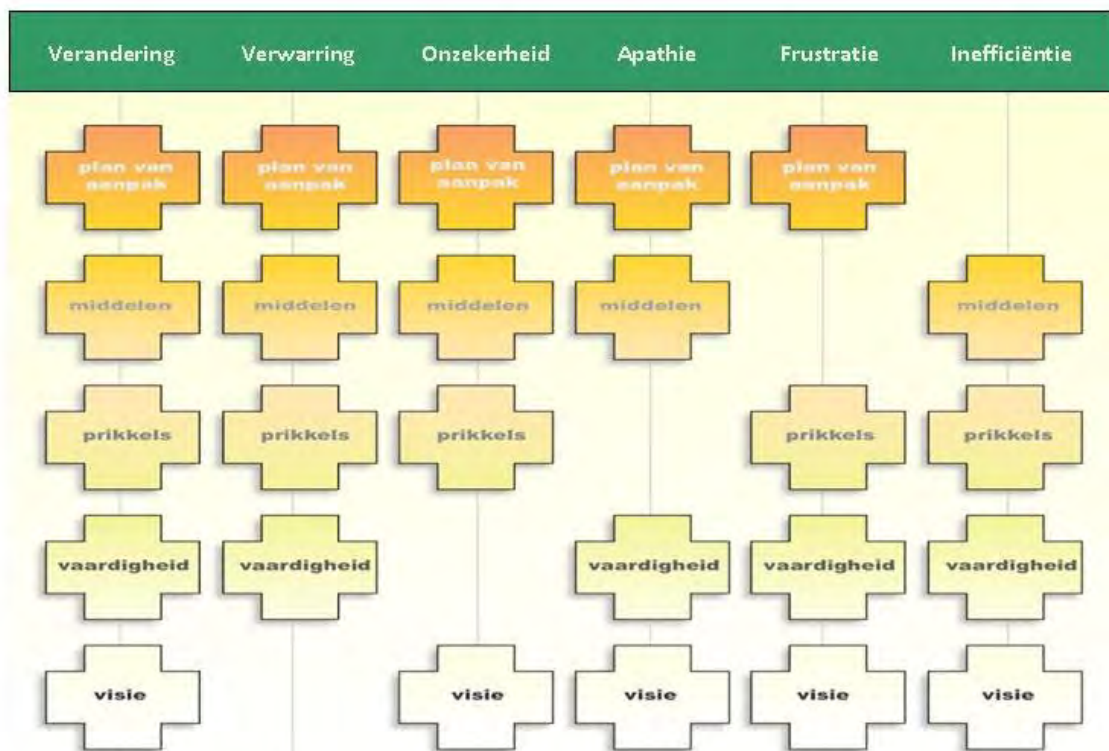 Verandering Verwarring Onzekerheid Apathie Frustratie Inefficiëntie
plan van aanpak plan van aanpak plan van aanpak plan van aanpak plan van aanpak
middelen middelen middelen middelen middelen
prikkels prikkels prikkels prikkels prikkels
vaardigheid vaardigheid vaardigheid vaardigheid vaardigheid
visie visie visie visie visie